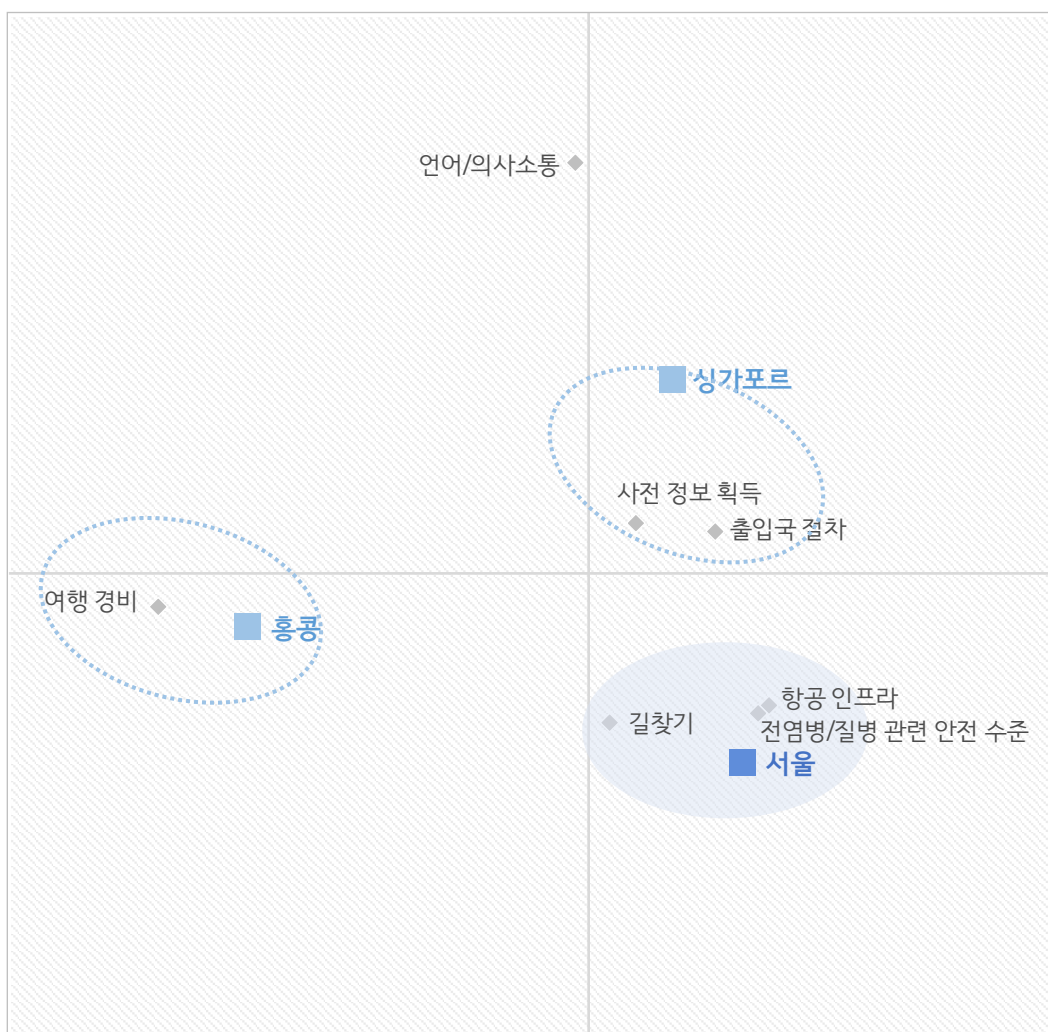 언어/의사소통
싱가포르
사전 정보 획득
출입국 절차
여행 경비
홍콩
항공 인프라
길찾기
전염병/질병 관련 안전 수준
서울